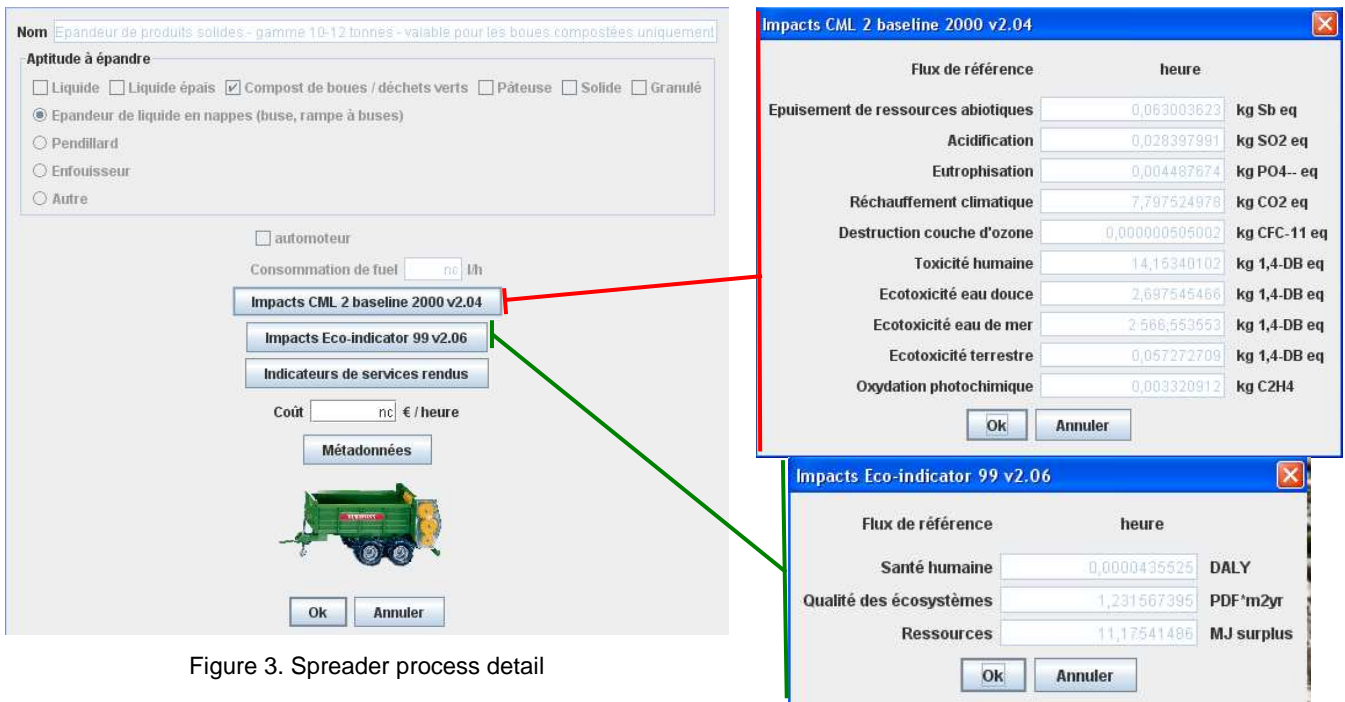 Nom Epandeur de produits solides - gamme 10-12 tonnes - valable pour les boues compostées uniquement
Aptitude à épandre
Liquide Liquide épais Compost de boues / déchets verts Pâteuse Solide Granulé
Epandeur de liquide en nappes (buse, rampe à buses)
Pendillard
Enfouisseur
Autre
automoteur
Consommation de fuel nc l/h
Impacts CML 2 baseline 2000 v2.04
Impacts Eco-indicator 99 v2.06
Indicateurs de services rendus
Coût nc € / heure
Métadonnées
Ok Annuler
Figure 3. Spreader process detail
Impacts CML 2 baseline 2000 v2.04
Flux de référence heure
Epuisement de ressources abiotiques 0,063003623 kg Sb eq
Acidification 0,028397991 kg SO2 eq
Eutrophisation 0,004487674 kg PO4-- eq
Réchauffement climatique 7,797524978 kg CO2 eq
Destruction couche d'ozone 0,000000505002 kg CFC-11 eq
Toxicité humaine 14,15340102 kg 1,4-DB eq
Ecotoxicité eau douce 2,697545466 kg 1,4-DB eq
Ecotoxicité eau de mer 2 566,553553 kg 1,4-DB eq
Ecotoxicité terrestre 0,057272709 kg 1,4-DB eq
Oxydation photochimique 0,003320912 kg C2H4
Ok Annuler
Impacts Eco-indicator 99 v2.06
Flux de référence heure
Santé humaine 0,0000435525 DALY
Qualité des écosystèmes 1,231567395 PDF*m2yr
Ressources 11,17541486 MJ surplus
Ok Annuler